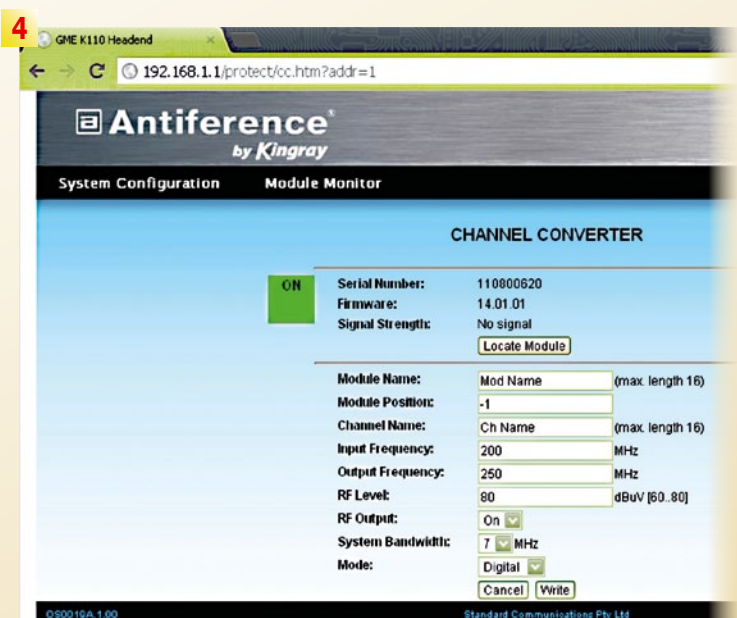 4
GME K110 Headend
192.168.1.1/protect/cc.htm?addr=1
a Antiference®
by Kingray
System Configuration Module Monitor
CHANNEL CONVERTER
ON
Serial Number: 110800620
Firmware: 14.01.01
Signal Strength: No signal
Locate Module
Module Name: Mod Name (max. length 16)
Module Position: -1
Channel Name: Ch Name (max. length 16)
Input Frequency: 200 MHz
Output Frequency: 250 MHz
RF Level: 80 dBuV [60..80]
RF Output: On
System Bandwidth: 7 MHz
Mode: Digital
Cancel Write
OS0019A.1.00 Standard Communications Pty Ltd